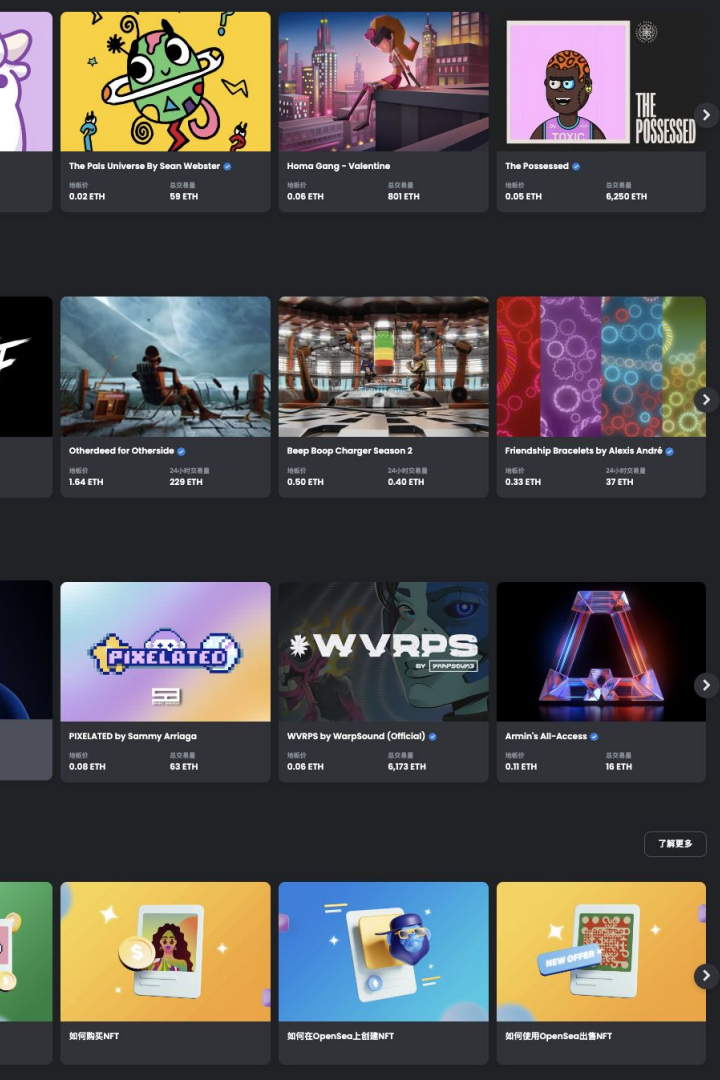 TOXIC
THE
POSSESSED
The Pals Universe By Sean Webster
地板价 总交易量
0.02 ETH 59 ETH
Homa Gang - Valentine
地板价 总交易量
0.06 ETH 801 ETH
The Possessed
地板价 总交易量
0.05 ETH 6,250 ETH
F
Otherdeed for Otherside
地板价 24小时交易量
1.64 ETH 229 ETH
Beep Boop Charger Season 2
地板价 24小时交易量
0.50 ETH 0.40 ETH
Friendship Bracelets by Alexis André
地板价 24小时交易量
0.33 ETH 37 ETH
PIXELATED
WVRPS
BY WARPSOUND
PIXELATED by Sammy Arriaga
地板价 总交易量
0.08 ETH 63 ETH
WVRPS by WarpSound (Official)
地板价 总交易量
0.06 ETH 6,173 ETH
Armin's All-Access
地板价 总交易量
0.11 ETH 16 ETH
了解更多
$
NEW OFFER
如何购买NFT
如何在OpenSea上创建NFT
如何使用OpenSea出售NFT